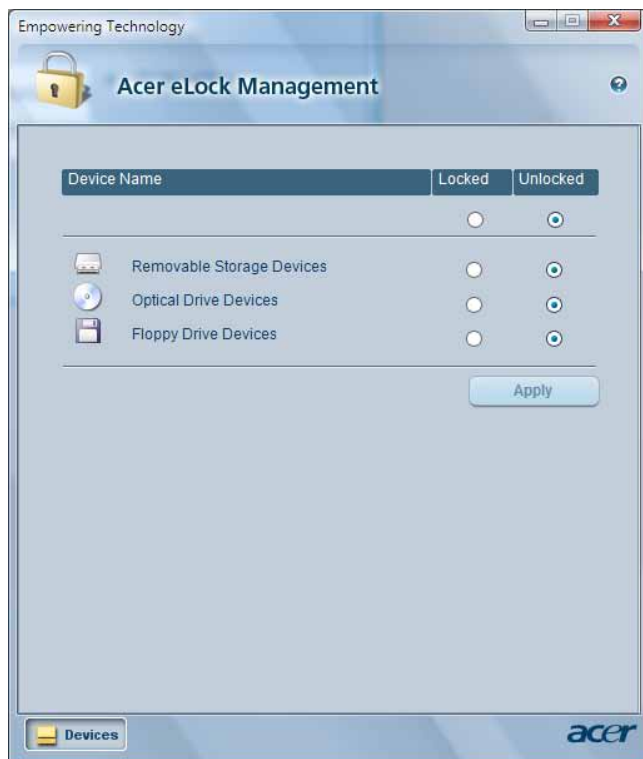 Empowering Technology
Acer eLock Management
Device Name Locked Unlocked
Removable Storage Devices
Optical Drive Devices
Floppy Drive Devices
Apply
Devices
acer